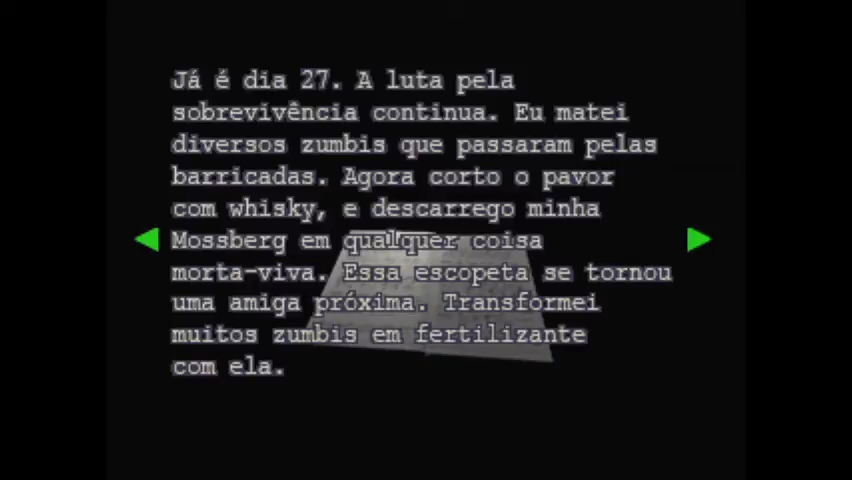 Já é dia 27. A luta pela
sobrevivência continua. Eu matei
diversos zumbis que passaram pelas
barricadas. Agora corto o pavor
com whisky, e descarrego minha
Mossberg em qualquer coisa
morta-viva. Essa escopeta se tornou
uma amiga próxima. Transformei
muitos zumbis em fertilizante
com ela.